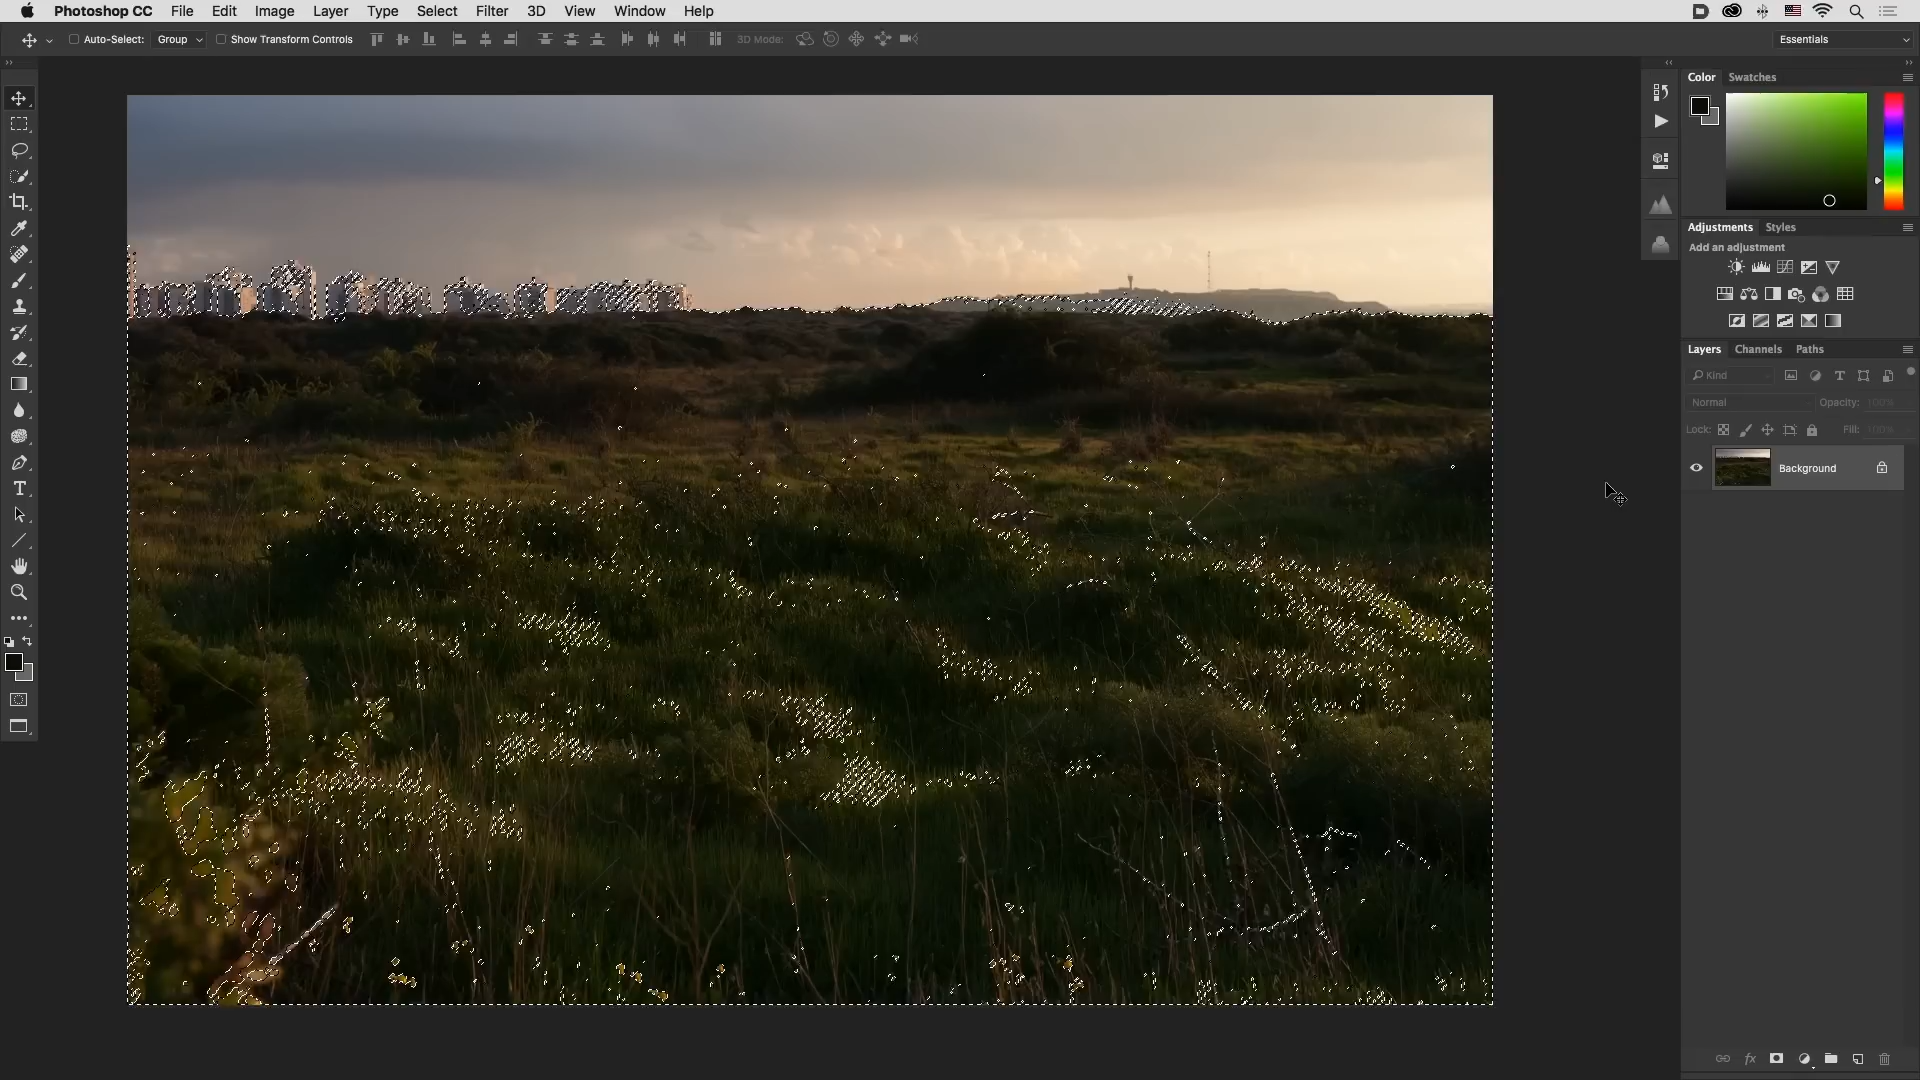 Photoshop CC File Edit Image Layer Type Select Filter 3D View Window Help
Auto-Select: Group Show Transform Controls 3D Mode: Essentials
Color Swatches
Adjustments Styles
Add an adjustment
Layers Channels Paths
Kind
Normal Opacity: 100%
Lock: Fill: 100%
Background